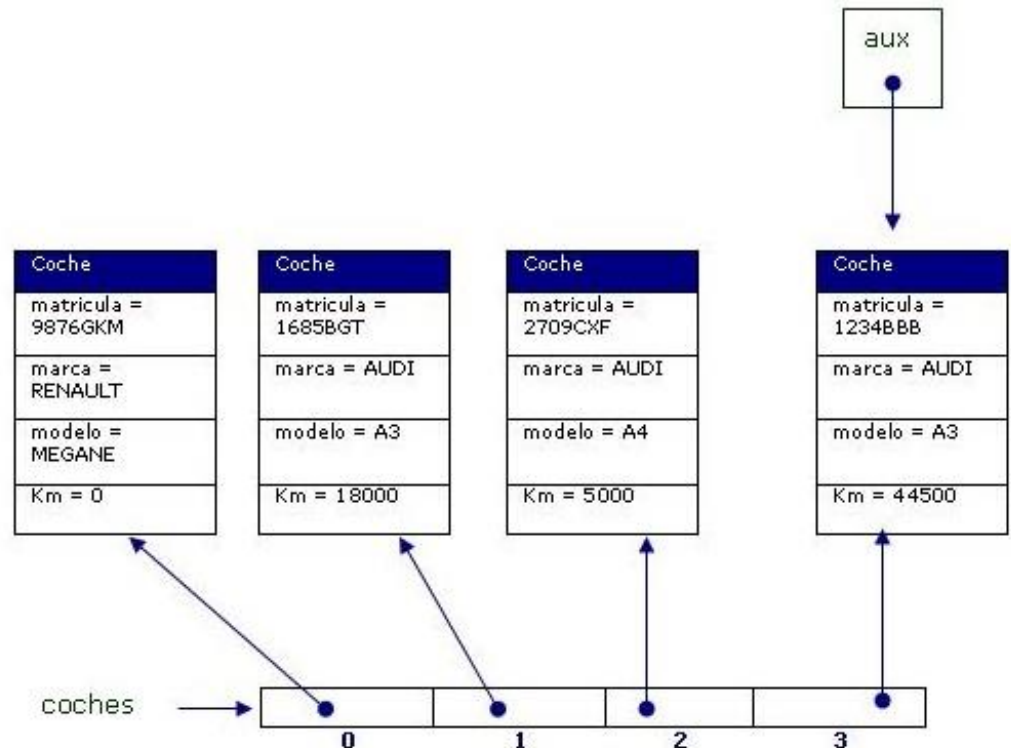 aux
Coche
matricula =
9876GKM
marca =
RENAULT
modelo =
MEGANE
Km = 0
Coche
matricula =
1685BGT
marca = AUDI
modelo = A3
Km = 18000
Coche
matricula =
2709CXF
marca = AUDI
modelo = A4
Km = 5000
Coche
matricula =
1234BBB
marca = AUDI
modelo = A3
Km = 44500
coches
0 1 2 3